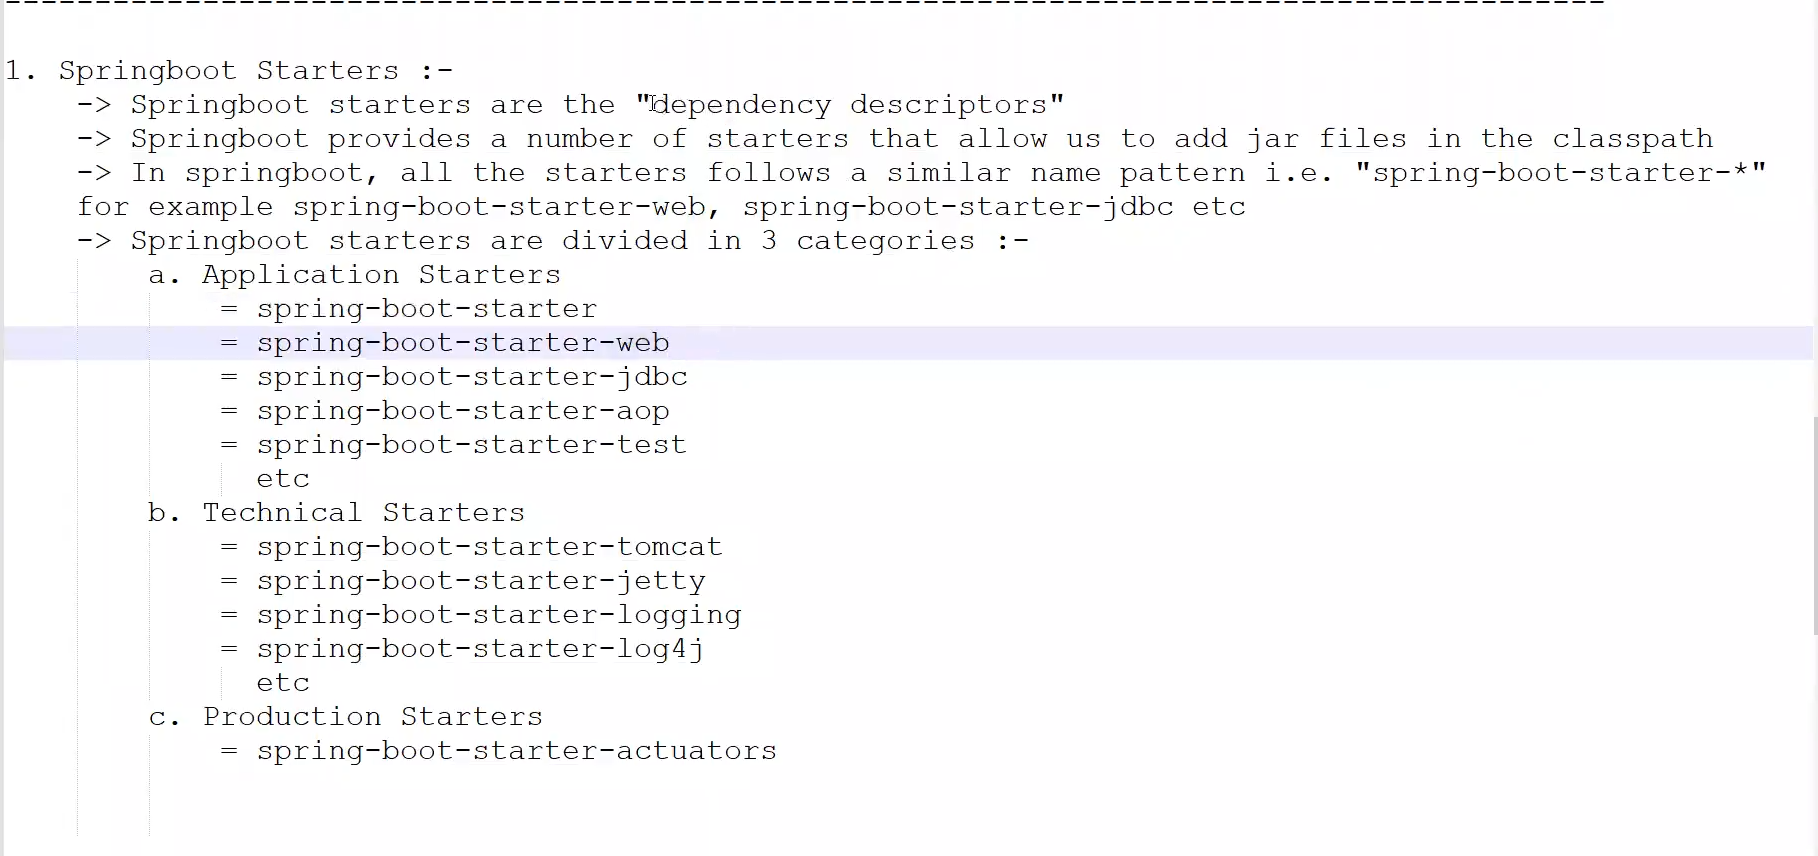 1. Springboot Starters :-
-> Springboot starters are the "dependency descriptors"
-> Springboot provides a number of starters that allow us to add jar files in the classpath
-> In springboot, all the starters follows a similar name pattern i.e. "spring-boot-starter-*"
for example spring-boot-starter-web, spring-boot-starter-jdbc etc
-> Springboot starters are divided in 3 categories :-
a. Application Starters
= spring-boot-starter
= spring-boot-starter-web
= spring-boot-starter-jdbc
= spring-boot-starter-aop
= spring-boot-starter-test
etc
b. Technical Starters
= spring-boot-starter-tomcat
= spring-boot-starter-jetty
= spring-boot-starter-logging
= spring-boot-starter-log4j
etc
c. Production Starters
= spring-boot-starter-actuators